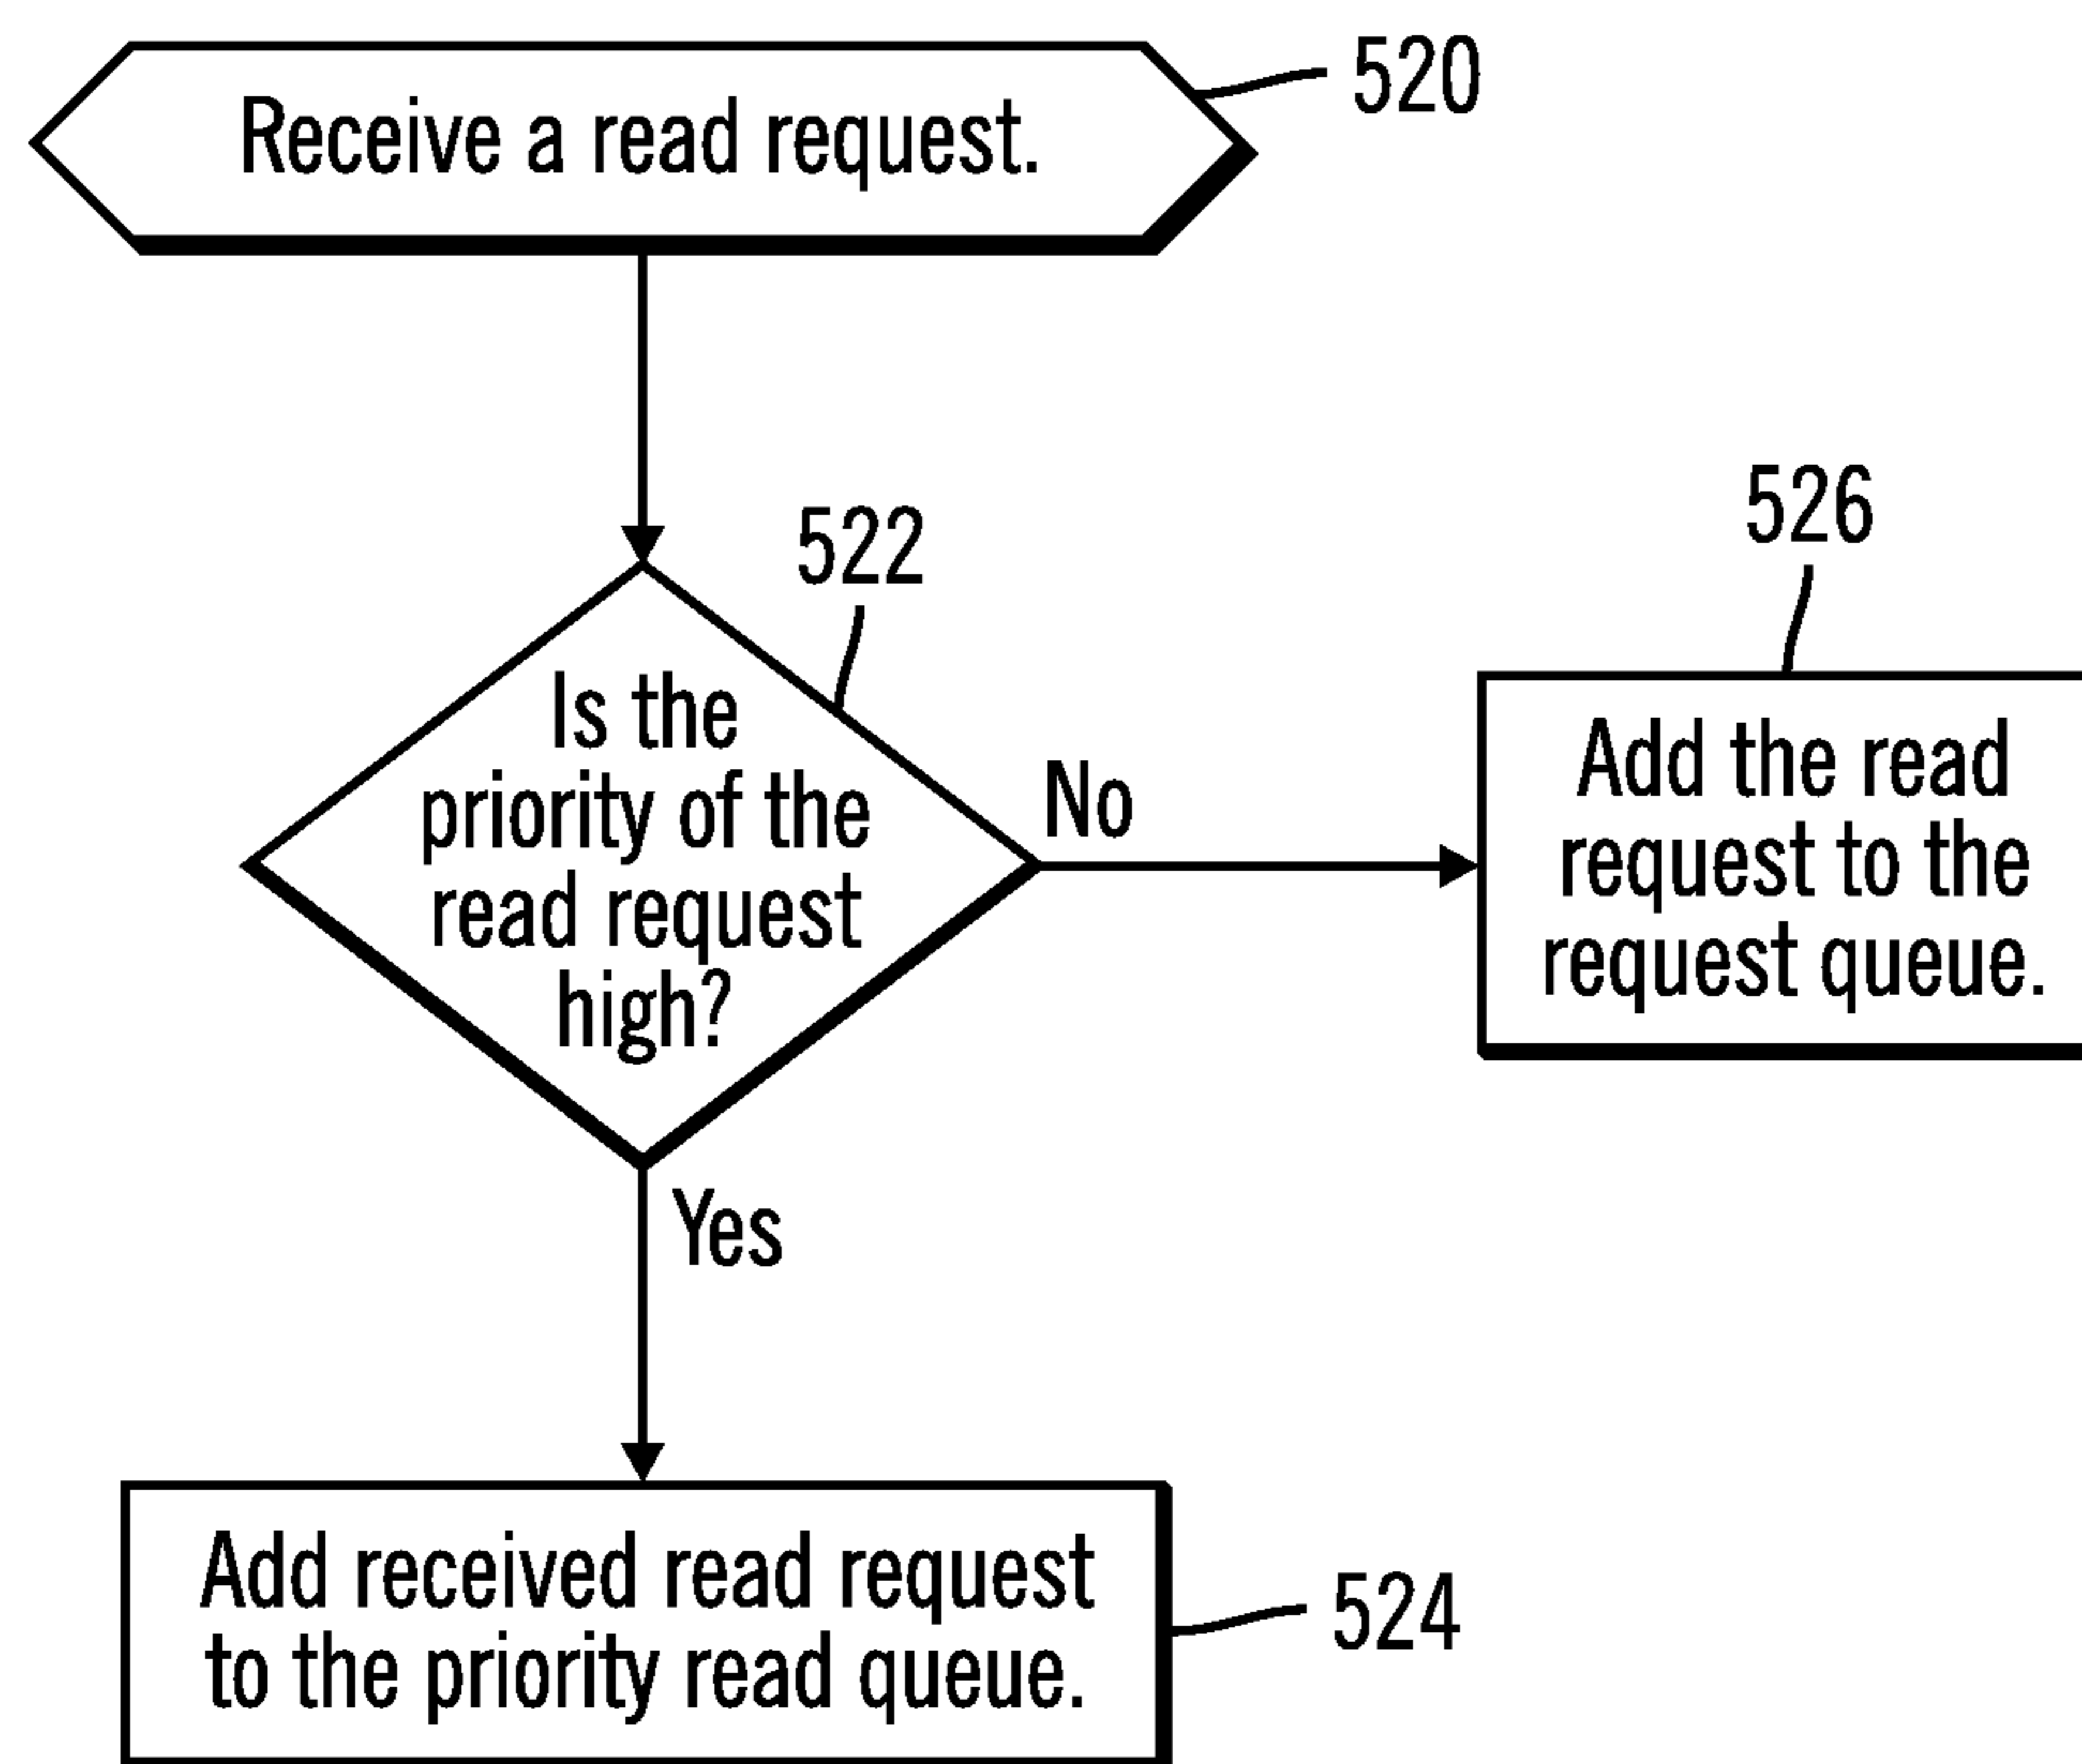 Receive a read request.
520
522
Is the
priority of the
read request
high?
No
526
Add the read
request to the
request queue.
Yes
Add received read request
to the priority read queue.
524